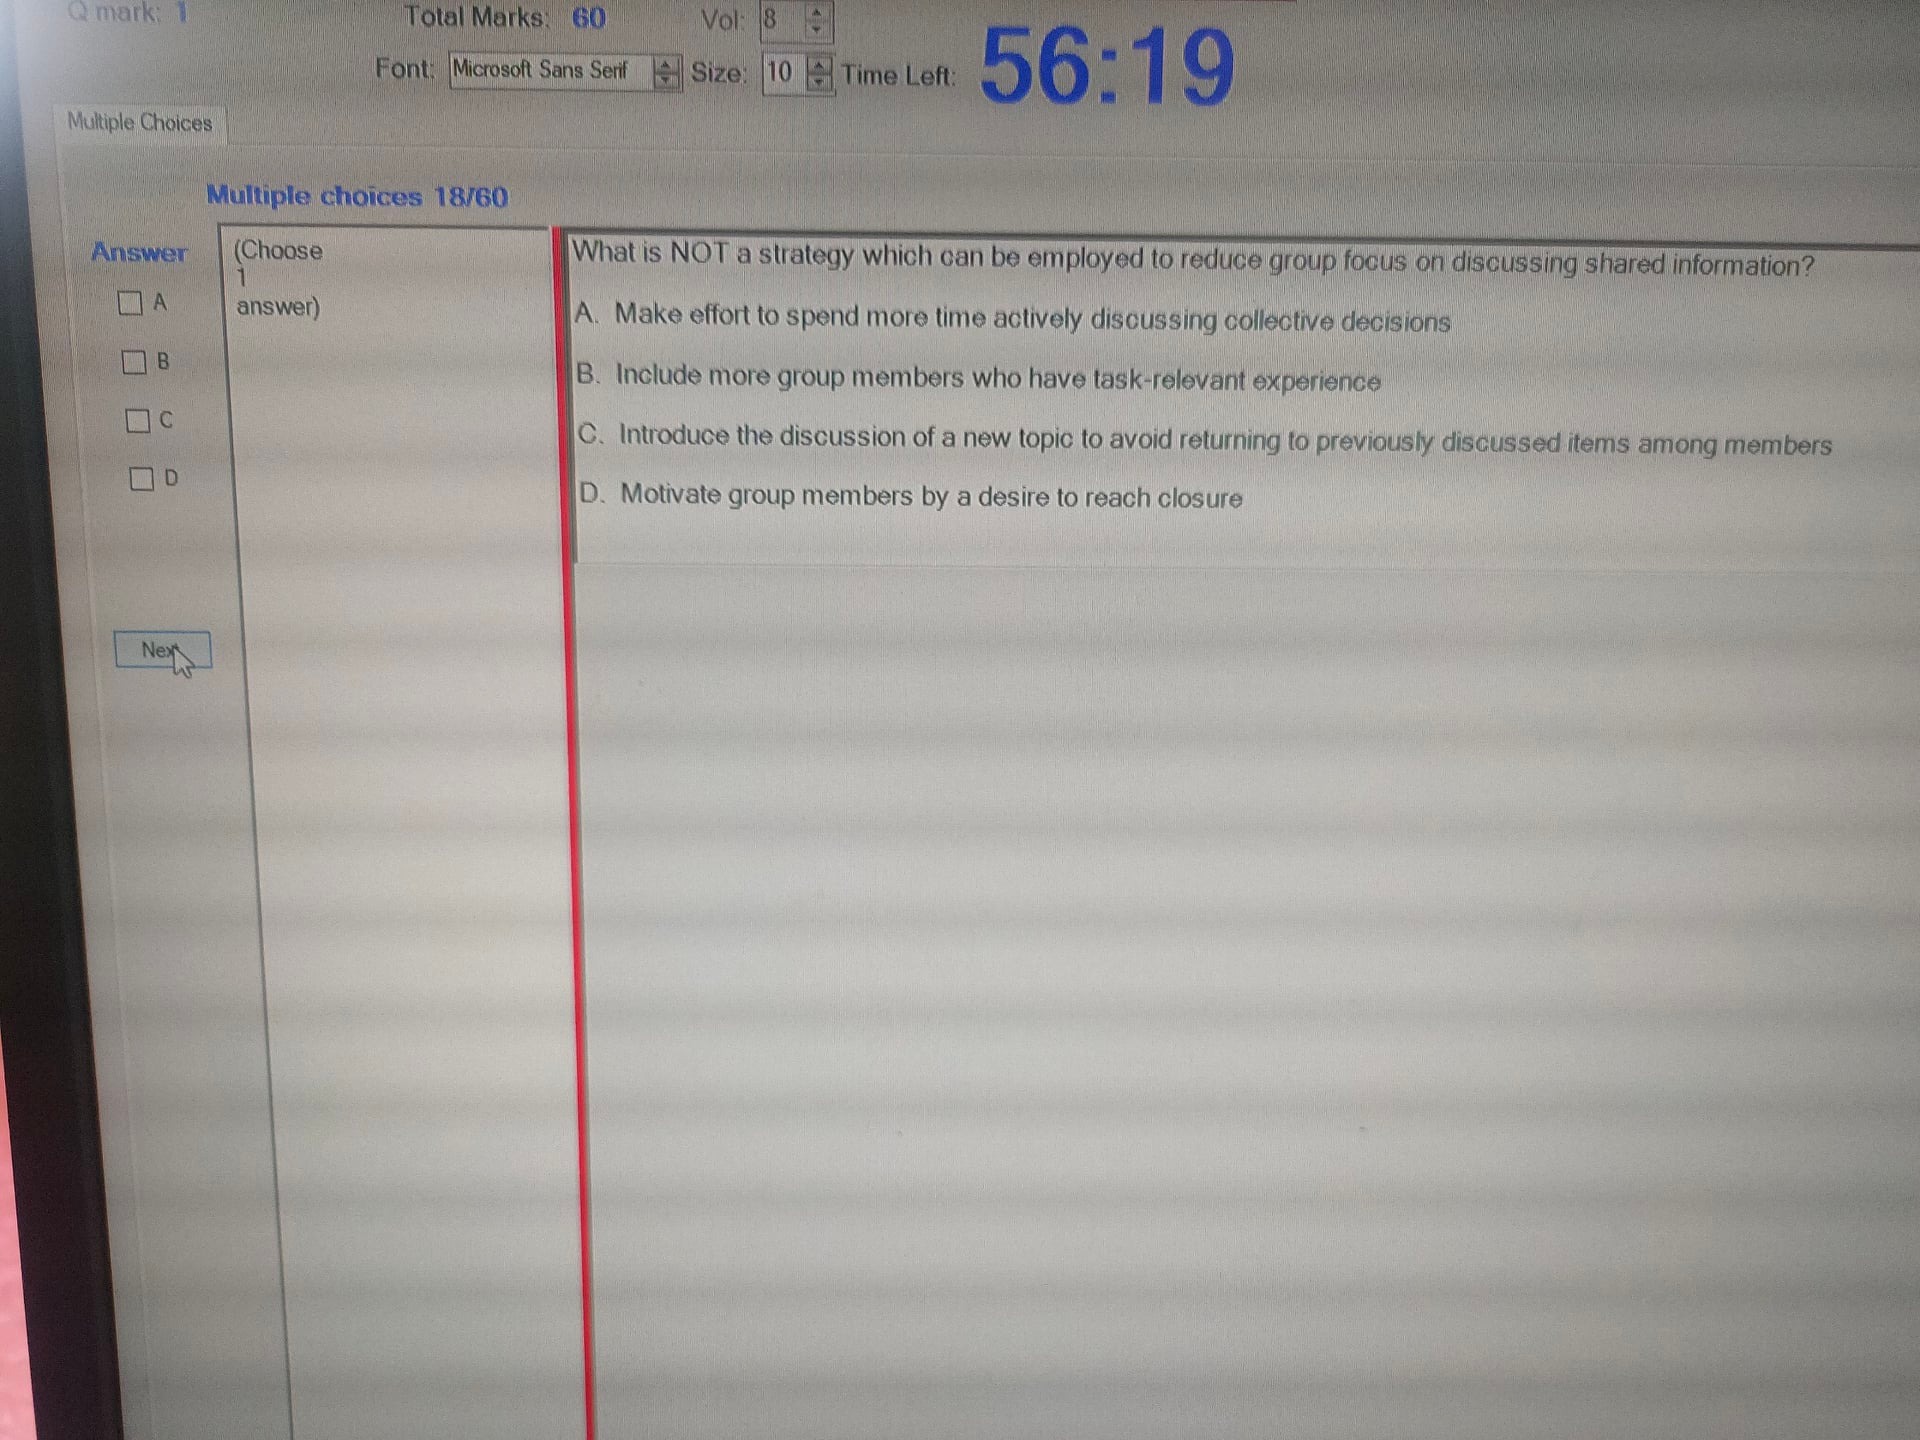 Q mark: 1 Total Marks: 60 Vol: 8
Font: Microsoft Sans Serif Size: 10 Time Left: 56:19
Multiple Choices
Multiple choices 18/60
Answer
A
B
C
D
Next
(Choose
1
answer)
What is NOT a strategy which can be employed to reduce group focus on discussing shared information?
A. Make effort to spend more time actively discussing collective decisions
B. Include more group members who have task-relevant experience
C. Introduce the discussion of a new topic to avoid returning to previously discussed items among members
D. Motivate group members by a desire to reach closure